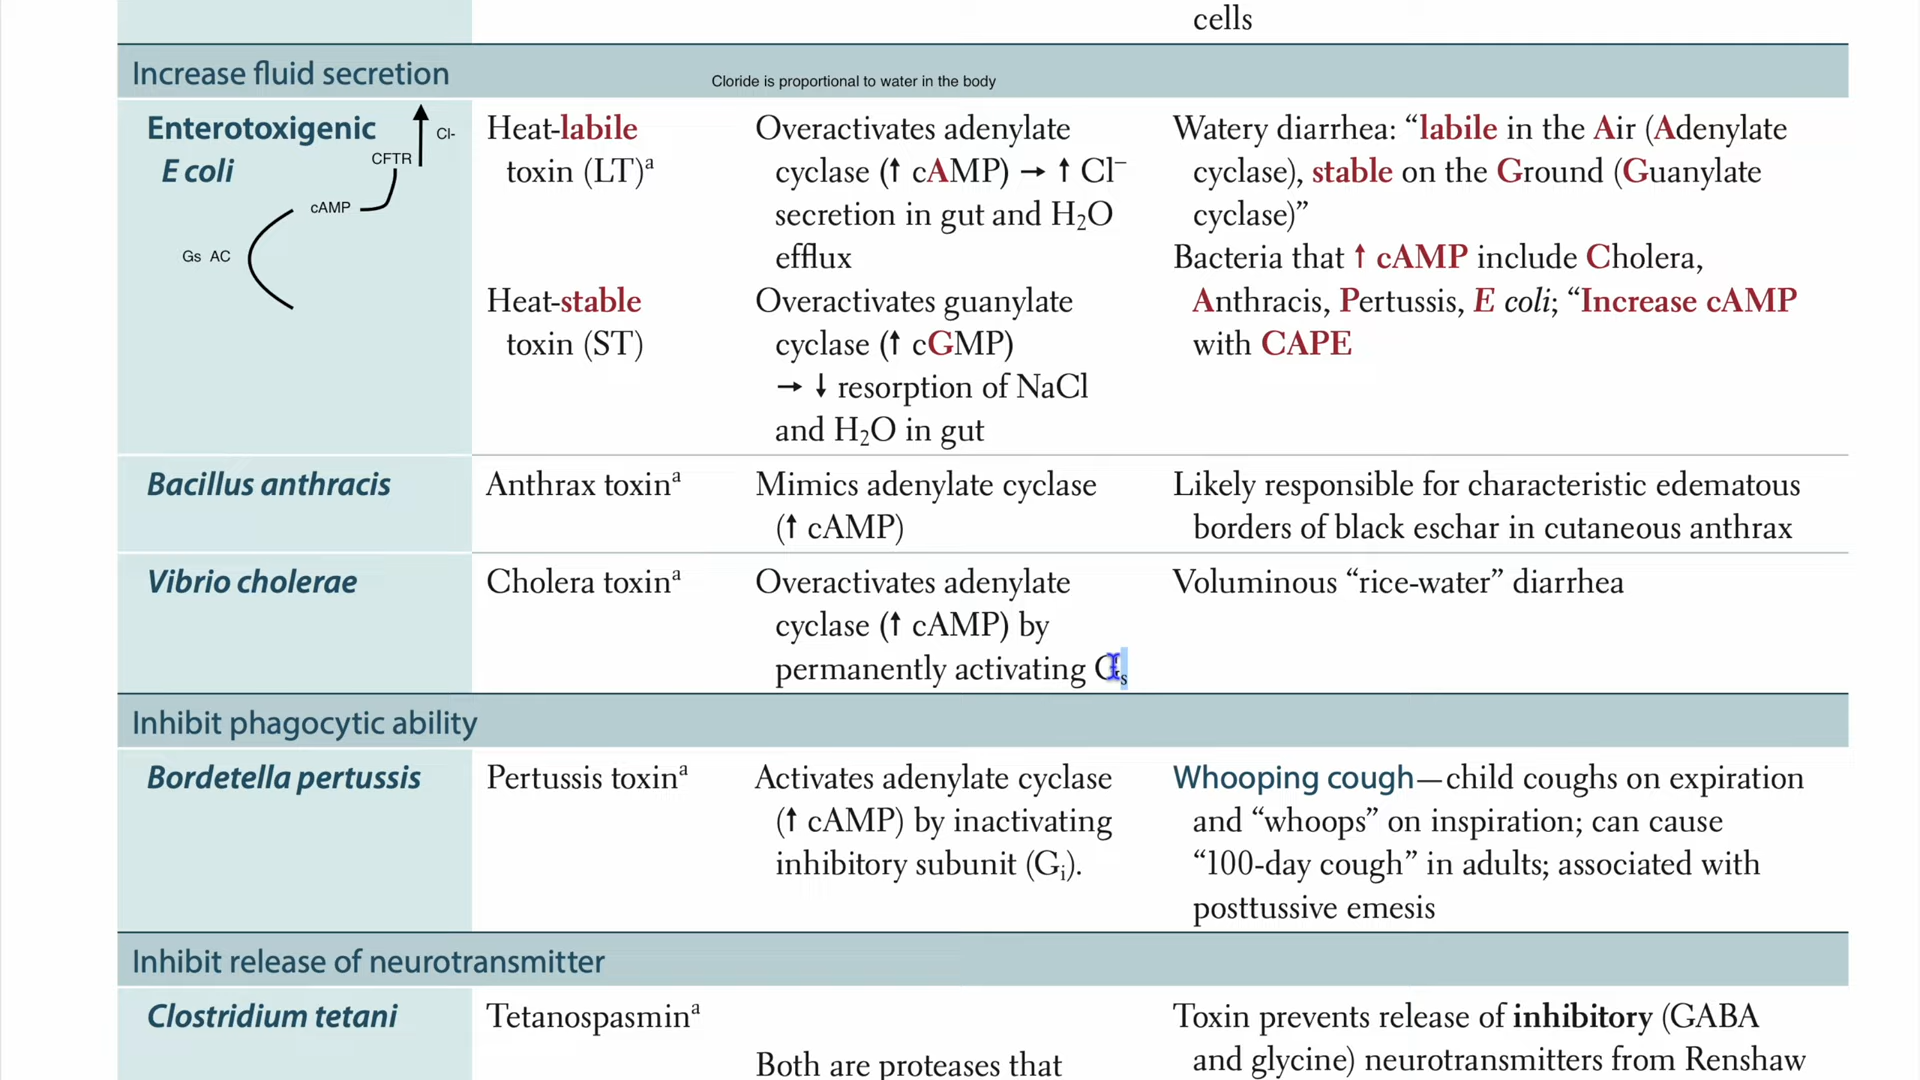 cells
Increase fluid secretion
Cloride is proportional to water in the body
Enterotoxigenic
E coli
Cl-
CFTR
cAMP
Gs AC
Heat-labile
toxin (LT)ᵃ
Overactivates adenylate
cyclase (↑ cAMP) → ↑ Cl⁻
secretion in gut and H₂O
efflux
Watery diarrhea: “labile in the Air (Adenylate
cyclase), stable on the Ground (Guanylate
cyclase)”
Bacteria that ↑ cAMP include Cholera,
Anthracis, Pertussis, E coli; “Increase cAMP
with CAPE
Heat-stable
toxin (ST)
Overactivates guanylate
cyclase (↑ cGMP)
→ ↓ resorption of NaCl
and H₂O in gut
Bacillus anthracis
Anthrax toxinᵃ
Mimics adenylate cyclase
(↑ cAMP)
Likely responsible for characteristic edematous
borders of black eschar in cutaneous anthrax
Vibrio cholerae
Cholera toxinᵃ
Overactivates adenylate
cyclase (↑ cAMP) by
permanently activating Gₛ
Voluminous “rice-water” diarrhea
Inhibit phagocytic ability
Bordetella pertussis
Pertussis toxinᵃ
Activates adenylate cyclase
(↑ cAMP) by inactivating
inhibitory subunit (Gᵢ).
Whooping cough—child coughs on expiration
and “whoops” on inspiration; can cause
“100-day cough” in adults; associated with
posttussive emesis
Inhibit release of neurotransmitter
Clostridium tetani
Tetanospasminᵃ
Both are proteases that
Toxin prevents release of inhibitory (GABA
and glycine) neurotransmitters from Renshaw